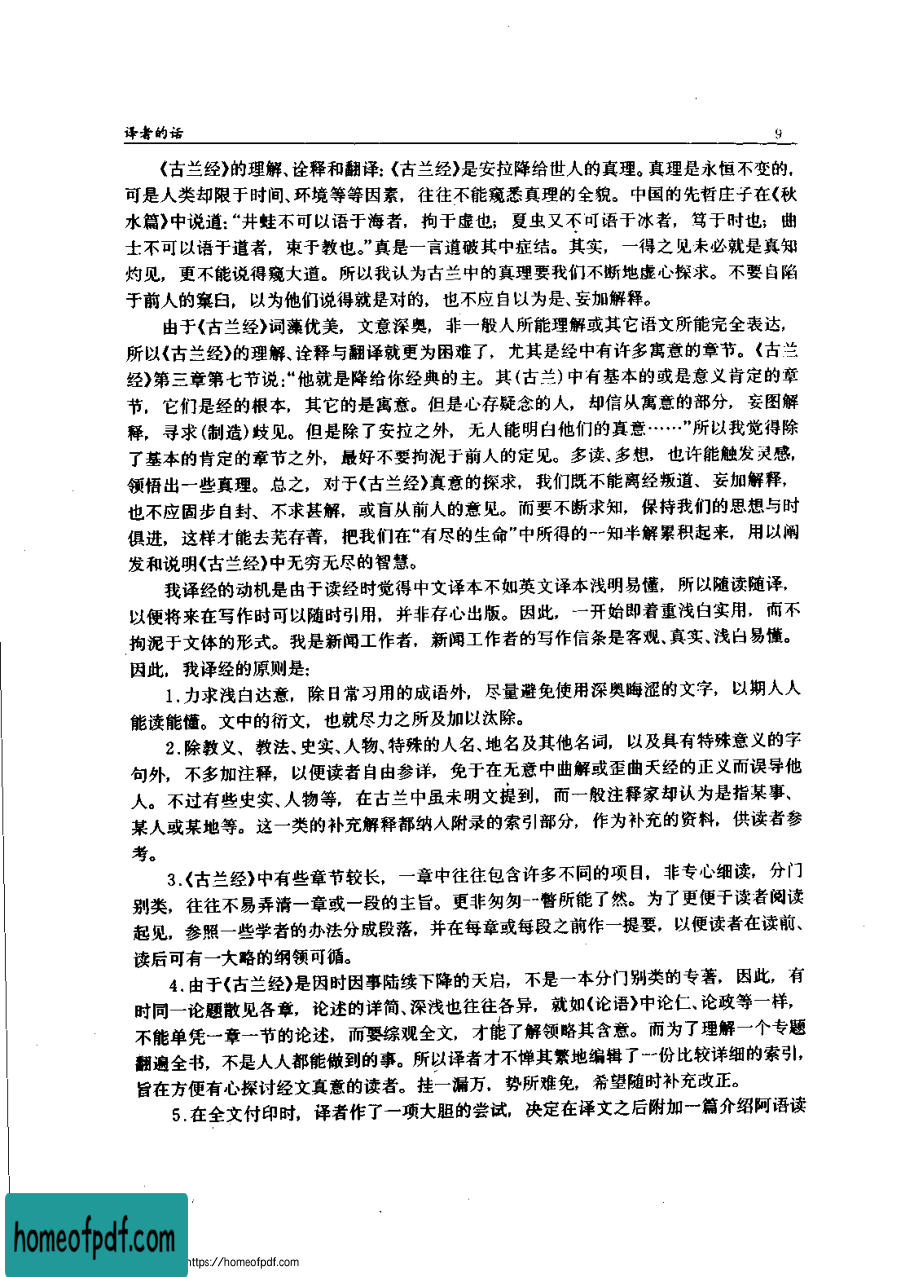 译者的话 9
《古兰经》的理解、诠释和翻译:《古兰经》是安拉降给世人的真理。真理是永恒不变的,
可是人类却限于时间、环境等等因素,往往不能窥悉真理的全貌。中国的先哲庄子在《秋
水篇》中说道:“井蛙不可以语于海者,拘于虚也;夏虫又不可语于冰者,笃于时也;曲
士不可以语于道者,束于教也。”真是一言道破其中症结。其实,一得之见未必就是真知
灼见,更不能说得窥大道。所以我认为古兰中的真理要我们不断地虚心探求。不要自陷
于前人的窠臼,以为他们说得就是对的,也不应自以为是、妄加解释。
由于《古兰经》词藻优美,文意深奥,非一般人所能理解或其它语文所能完全表达,
所以《古兰经》的理解、诠释与翻译就更为困难了,尤其是经中有许多寓意的章节。《古兰
经》第三章第七节说:“他就是降给你经典的主。其(古兰)中有基本的或是意义肯定的章
节,它们是经的根本,其它的是寓意。但是心存疑念的人,却信从寓意的部分,妄图解
释,寻求(制造)歧见。但是除了安拉之外,无人能明白他们的真意……”所以我觉得除
了基本的肯定的章节之外,最好不要拘泥于前人的定见。多读、多想,也许能触发灵感,
领悟出一些真理。总之,对于《古兰经》真意的探求,我们既不能离经叛道、妄加解释,
也不应固步自封、不求甚解,或盲从前人的意见。而要不断求知,保持我们的思想与时
俱进,这样才能去芜存菁,把我们在“有尽的生命”中所得的一知半解累积起来,用以阐
发和说明《古兰经》中无穷无尽的智慧。
我译经的动机是由于读经时觉得中文译本不如英文译本浅明易懂,所以随读随译,
以便将来在写作时可以随时引用,并非存心出版。因此,一开始即着重浅白实用,而不
拘泥于文体的形式。我是新闻工作者,新闻工作者的写作信条是客观、真实、浅白易懂。
因此,我译经的原则是:
1.力求浅白达意,除日常习用的成语外,尽量避免使用深奥晦涩的文字,以期人人
能读能懂。文中的衍文,也就尽力之所及加以汰除。
2.除教义、教法、史实、人物、特殊的人名、地名及其他名词,以及具有特殊意义的字
句外,不多加注释,以便读者自由参详,免于在无意中曲解或歪曲天经的正义而误导他
人。不过有些史实、人物等,在古兰中虽未明文提到,而一般注释家却认为是指某事、
某人或某地等。这一类的补充解释都纳入附录的索引部分,作为补充的资料,供读者参
考。
3.《古兰经》中有些章节较长,一章中往往包含许多不同的项目,非专心细读,分门
别类,往往不易弄清一章或一段的主旨。更非匆匆一瞥所能了然。为了更便于读者阅读
起见,参照一些学者的办法分成段落,并在每章或每段之前作一提要,以便读者在读前、
读后可有一大略的纲领可循。
4.由于《古兰经》是因时因事陆续下降的天启,不是一本分门别类的专著,因此,有
时同一论题散见各章,论述的详简、深浅也往往各异,就如《论语》中论仁、论政等一样,
不能单凭一章一节的论述,而要综观全文,才能了解领略其含意。而为了理解一个专题
翻遍全书,不是人人都能做到的事。所以译者才不惮其繁地编辑了一份比较详细的索引,
旨在方便有心探讨经文真意的读者。挂一漏万,势所难免,希望随时补充改正。
5.在全文付印时,译者作了一项大胆的尝试,决定在译文之后附加一篇介绍阿语读
homeofpdf.com
https://homeofpdf.com